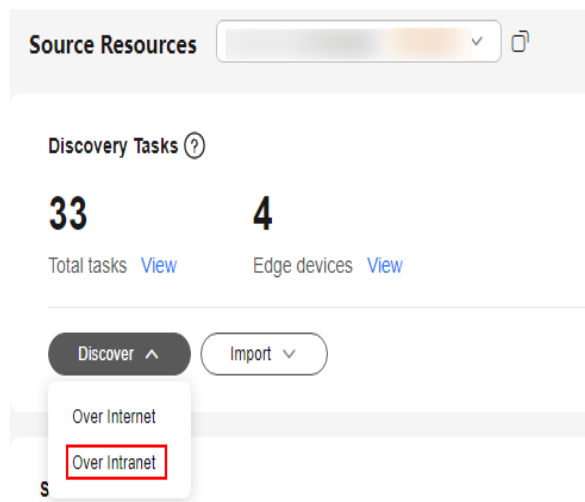 Source Resources
Discovery Tasks ?
33 4
Total tasks View Edge devices View
Discover Import
Over Internet
Over Intranet
S